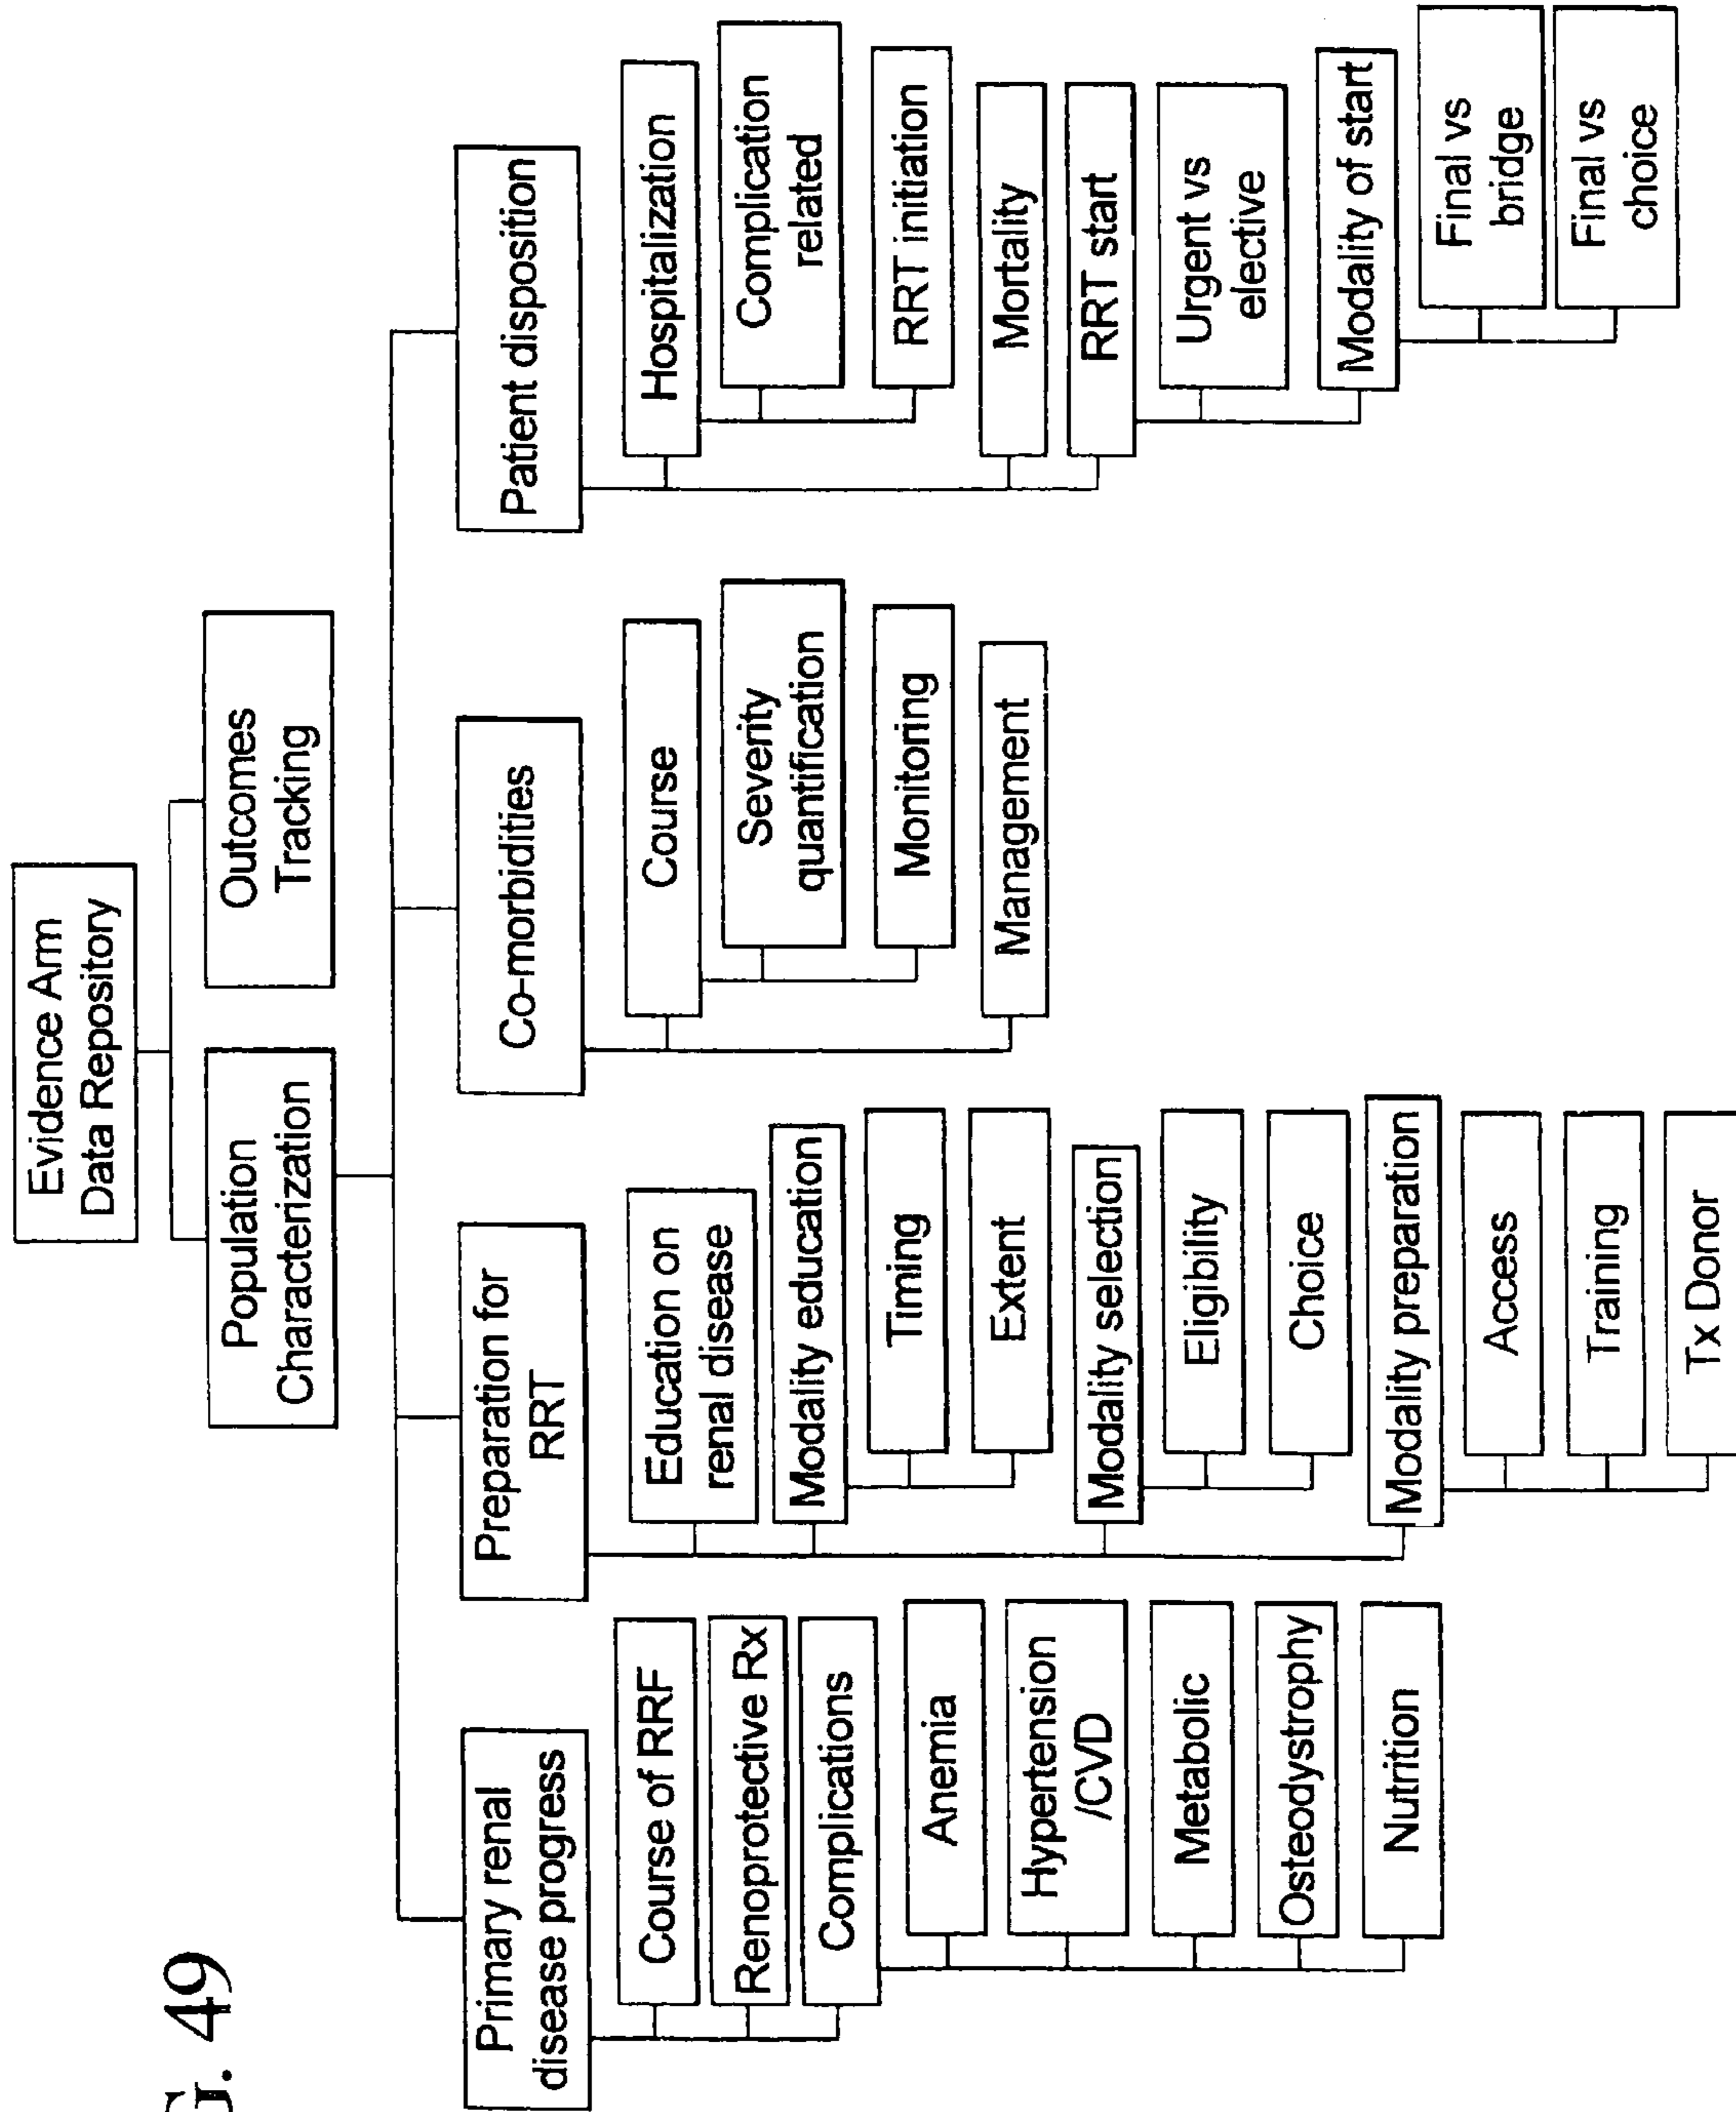 G. 49
Evidence Arm
Data Repository
Population
Characterization
Outcomes
Tracking
Primary renal
disease progress
Course of RRF
Renoprotective Rx
Complications
Anemia
Hypertension
/CVD
Metabolic
Osteodystrophy
Nutrition
Preparation for
RRT
Education on
renal disease
Modality education
Timing
Extent
Modality selection
Eligibility
Choice
Modality preparation
Access
Training
Tx Donor
Co-morbidities
Course
Severity
quantification
Monitoring
Management
Patient disposition
Hospitalization
Complication
related
RRT initiation
Mortality
RRT start
Urgent vs
elective
Modality of start
Final vs
bridge
Final vs
choice